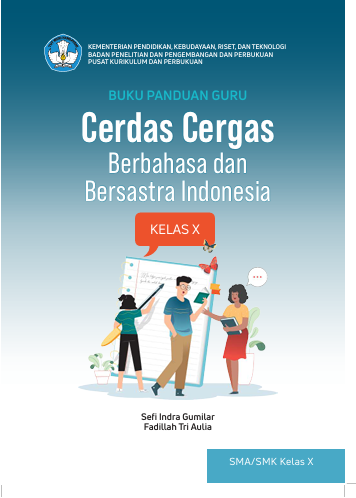 KEMENTERIAN PENDIDIKAN, KEBUDAYAAN, RISET, DAN TEKNOLOGI
BADAN PENELITIAN DAN PENGEMBANGAN DAN PERBUKUAN
PUSAT KURIKULUM DAN PERBUKUAN
BUKU PANDUAN GURU
Cerdas Cergas
Berbahasa dan
Bersastra Indonesia
KELAS X
Sefi Indra Gumilar
Fadillah Tri Aulia
SMA/SMK Kelas X